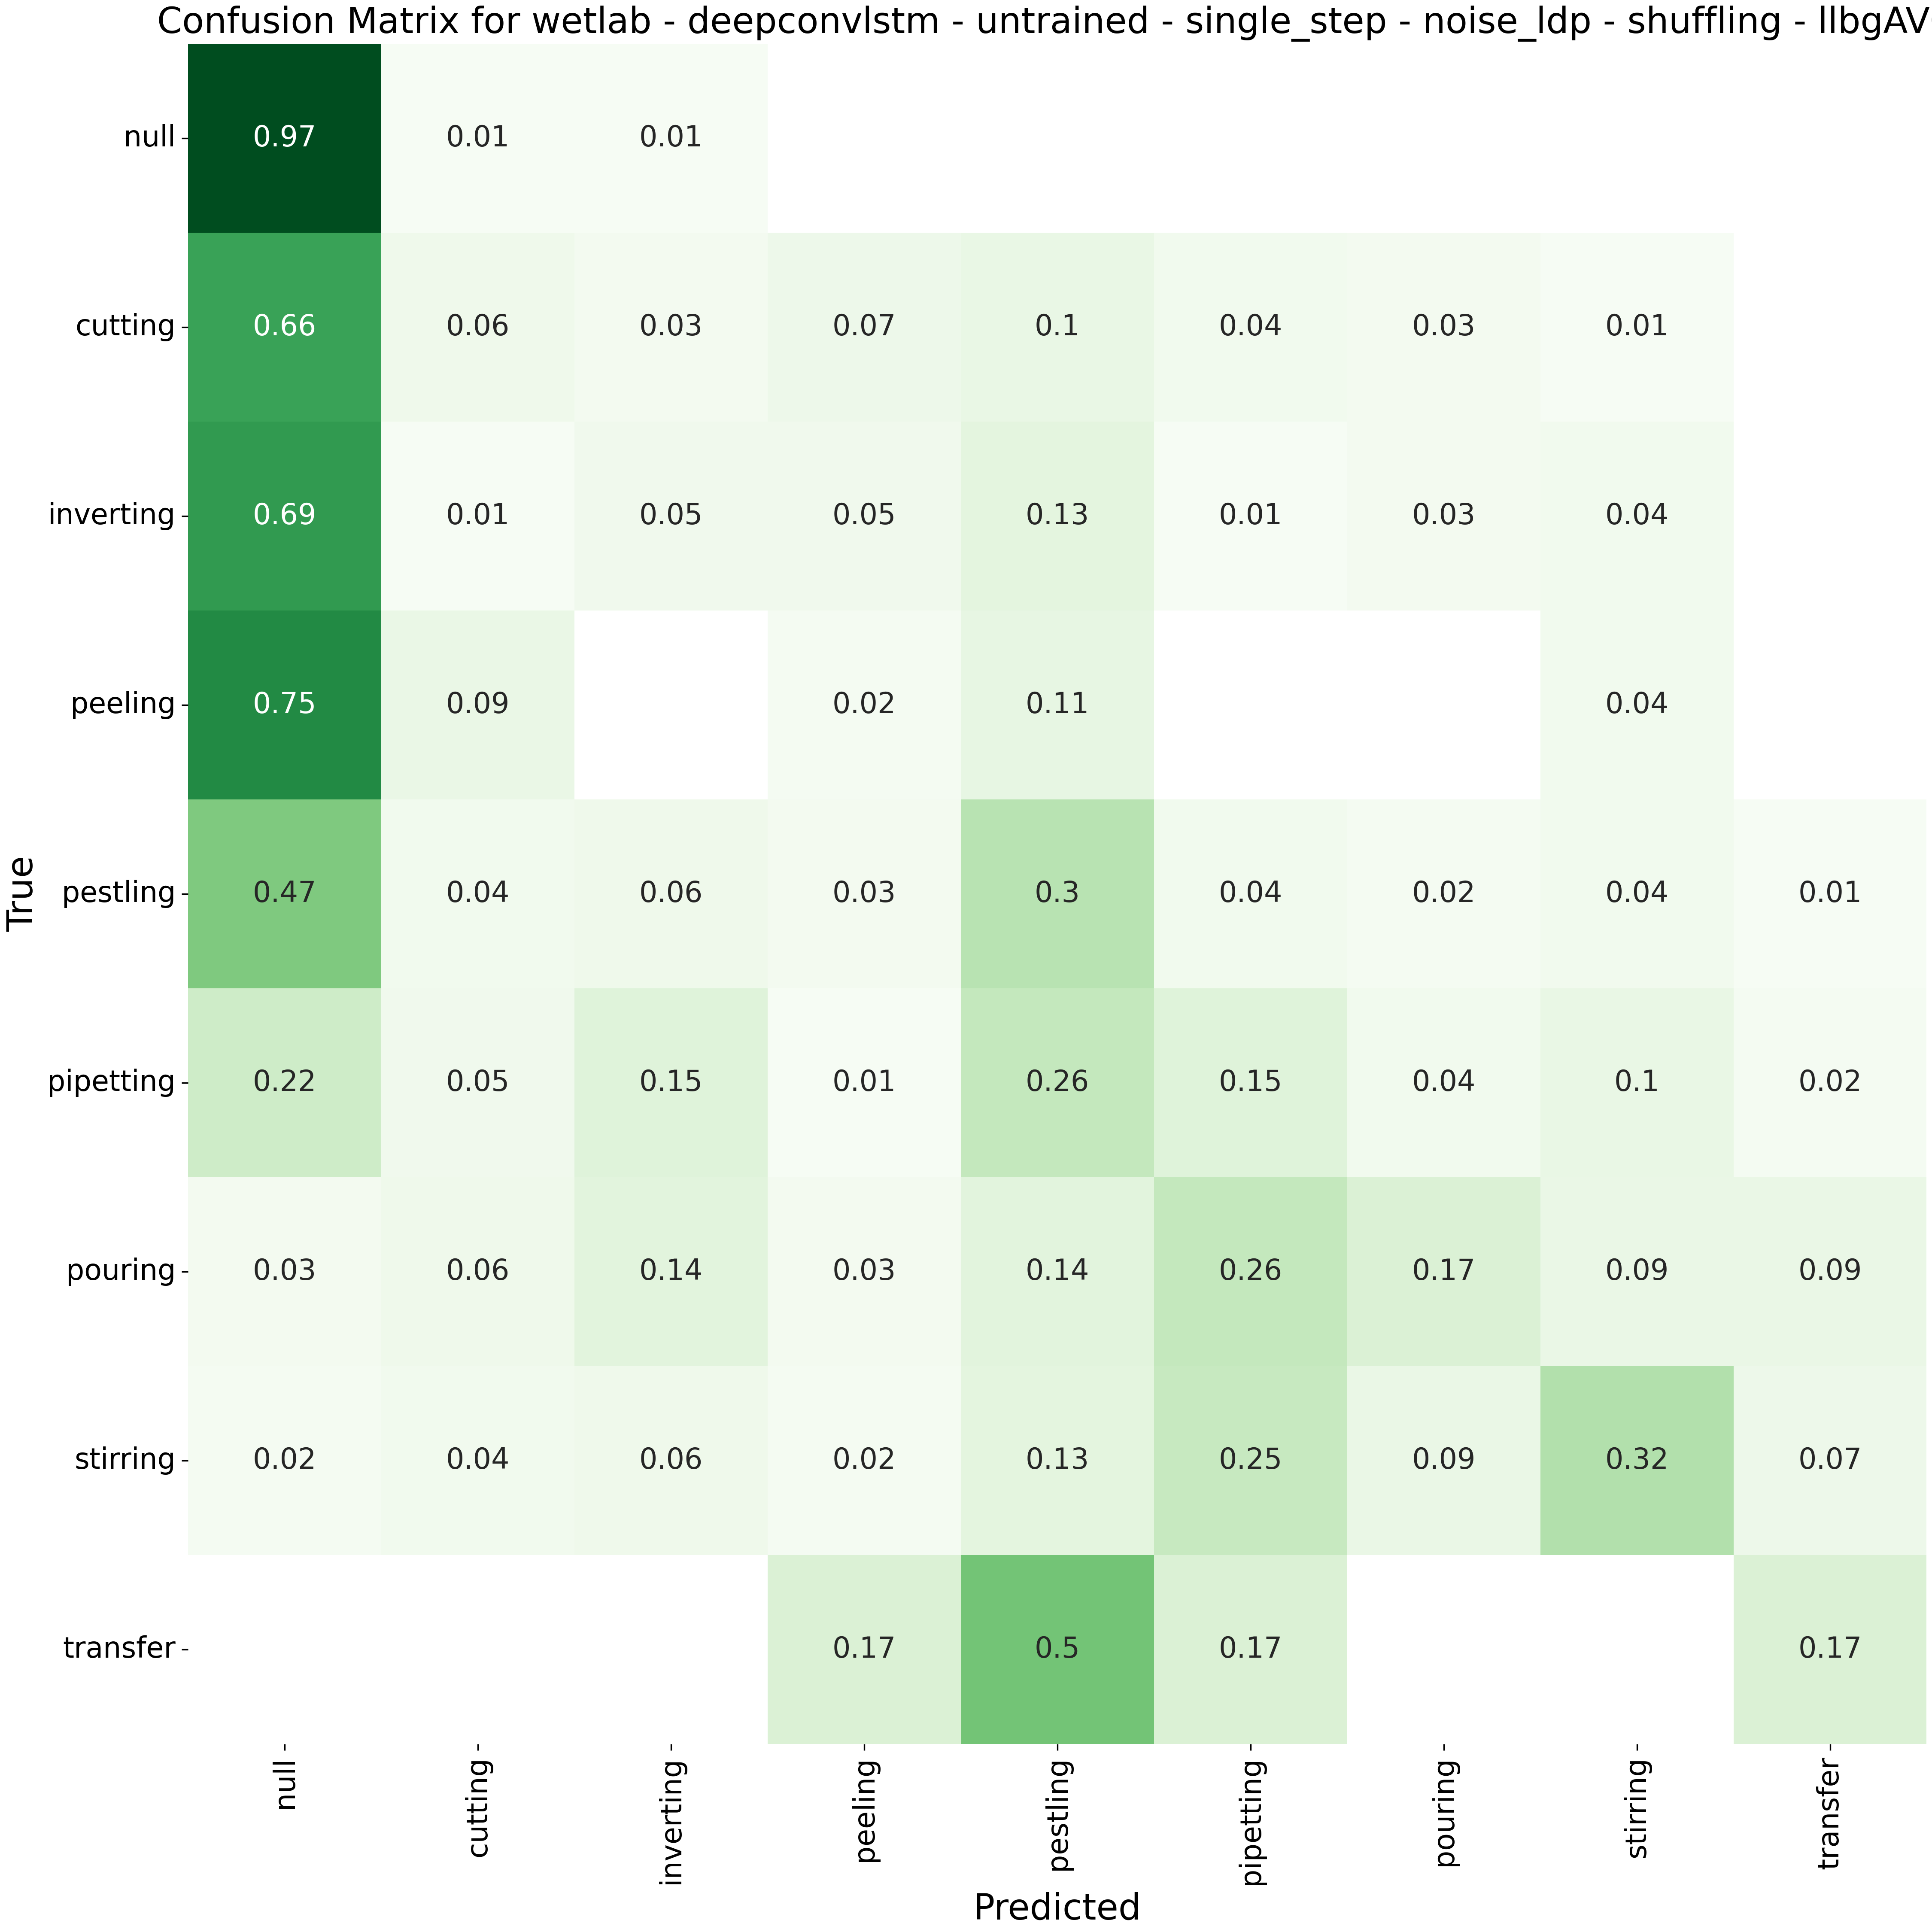 Confusion Matrix for wetlab - deepconvlstm - untrained - single_step - noise_ldp - shuffling - llbgAV
null 0.97 0.01 0.01
cutting 0.66 0.06 0.03 0.07 0.1 0.04 0.03 0.01
inverting 0.69 0.01 0.05 0.05 0.13 0.01 0.03 0.04
peeling 0.75 0.09 0.02 0.11 0.04
pestling 0.47 0.04 0.06 0.03 0.3 0.04 0.02 0.04 0.01
pipetting 0.22 0.05 0.15 0.01 0.26 0.15 0.04 0.1 0.02
pouring 0.03 0.06 0.14 0.03 0.14 0.26 0.17 0.09 0.09
stirring 0.02 0.04 0.06 0.02 0.13 0.25 0.09 0.32 0.07
transfer 0.17 0.5 0.17 0.17
True
null cutting inverting peeling pestling pipetting pouring stirring transfer
Predicted